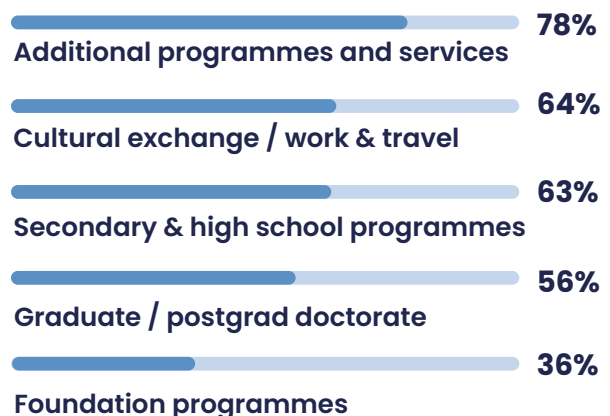 78%
Additional programmes and services
64%
Cultural exchange / work & travel
63%
Secondary & high school programmes
56%
Graduate / postgrad doctorate
36%
Foundation programmes